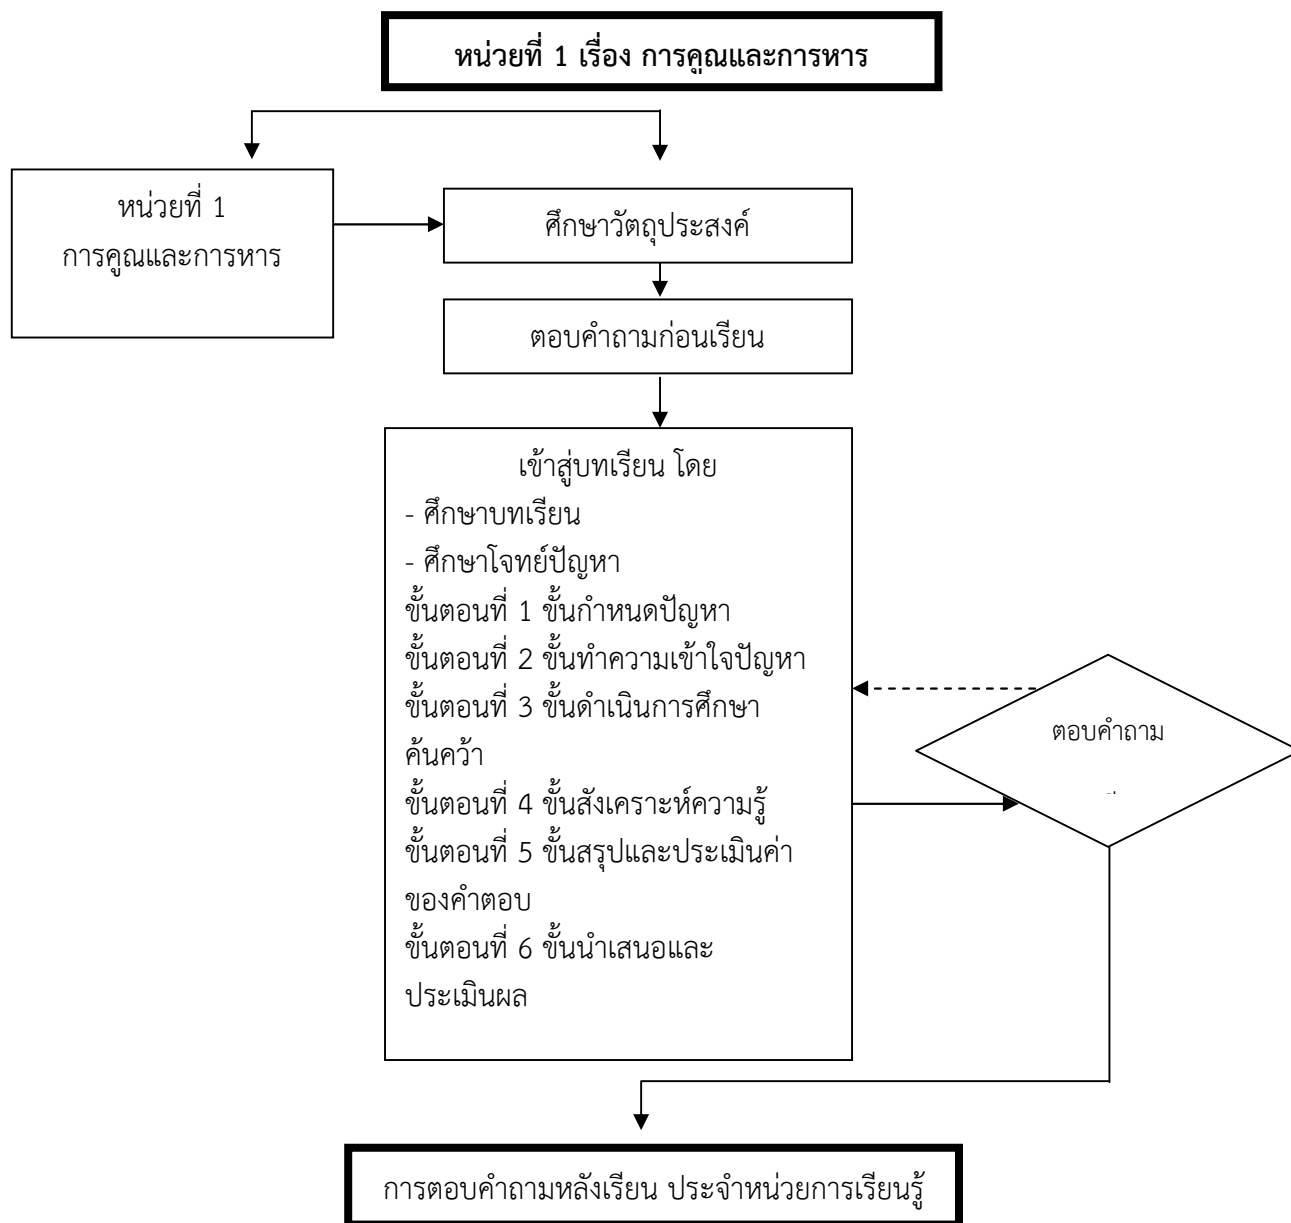 หน่วยที่ 1 เรื่อง การคูณและการหาร
หน่วยที่ 1
การคูณและการหาร
ศึกษาวัตถุประสงค์
ตอบคำถามก่อนเรียน
เข้าสู่บทเรียน โดย
- ศึกษาบทเรียน
- ศึกษาโจทย์ปัญหา
ขั้นตอนที่ 1 ขั้นกำหนดปัญหา
ขั้นตอนที่ 2 ขั้นทำความเข้าใจปัญหา
ขั้นตอนที่ 3 ขั้นดำเนินการศึกษา
ค้นคว้า
ขั้นตอนที่ 4 ขั้นสังเคราะห์ความรู้
ขั้นตอนที่ 5 ขั้นสรุปและประเมินค่า
ของคำตอบ
ขั้นตอนที่ 6 ขั้นนำเสนอและ
ประเมินผล
ตอบคำถาม
การตอบคำถามหลังเรียน ประจำหน่วยการเรียนรู้